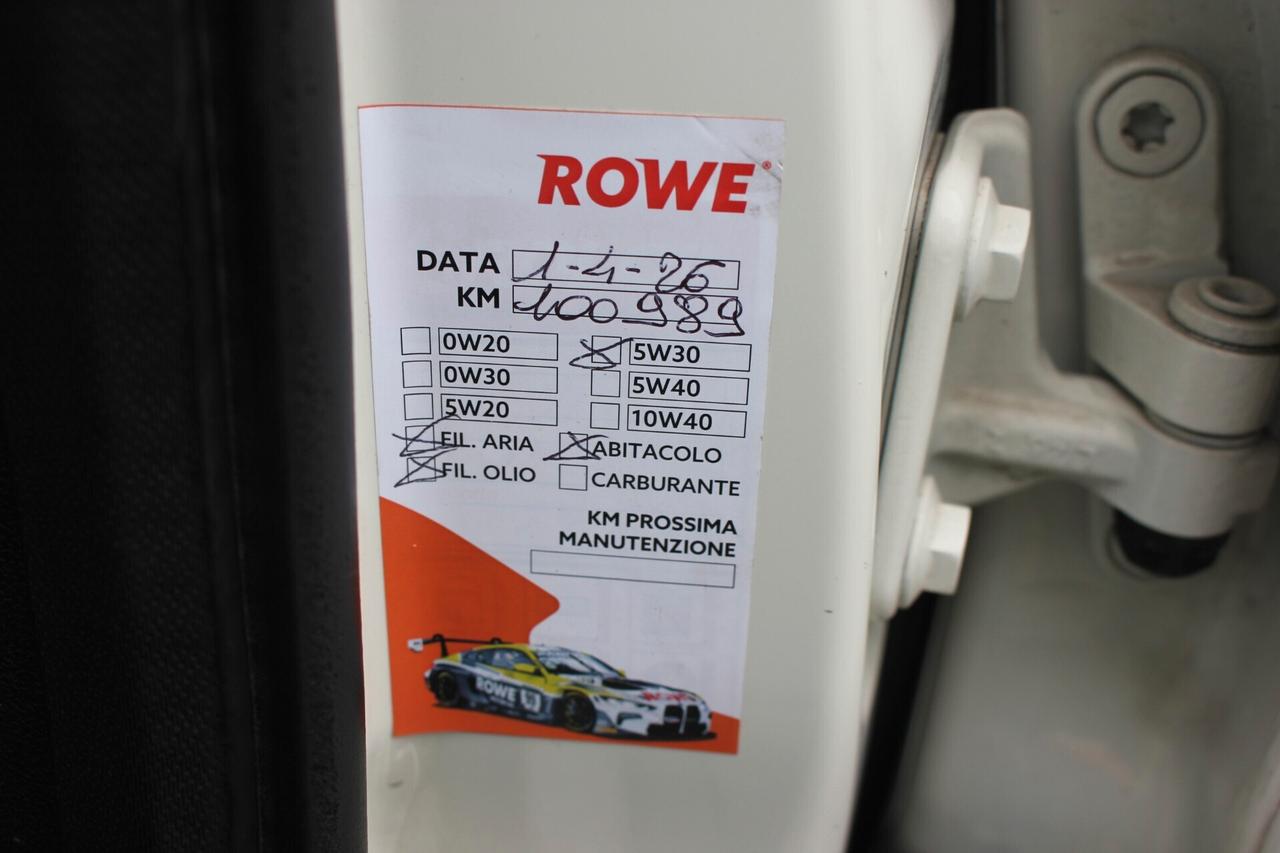 ROWE®
DATA 1-4-26
KM 100989
0W20 5W30
0W30 5W40
5W20 10W40
FIL. ARIA ABITACOLO
FIL. OLIO CARBURANTE
KM PROSSIMA
MANUTENZIONE
ROWE